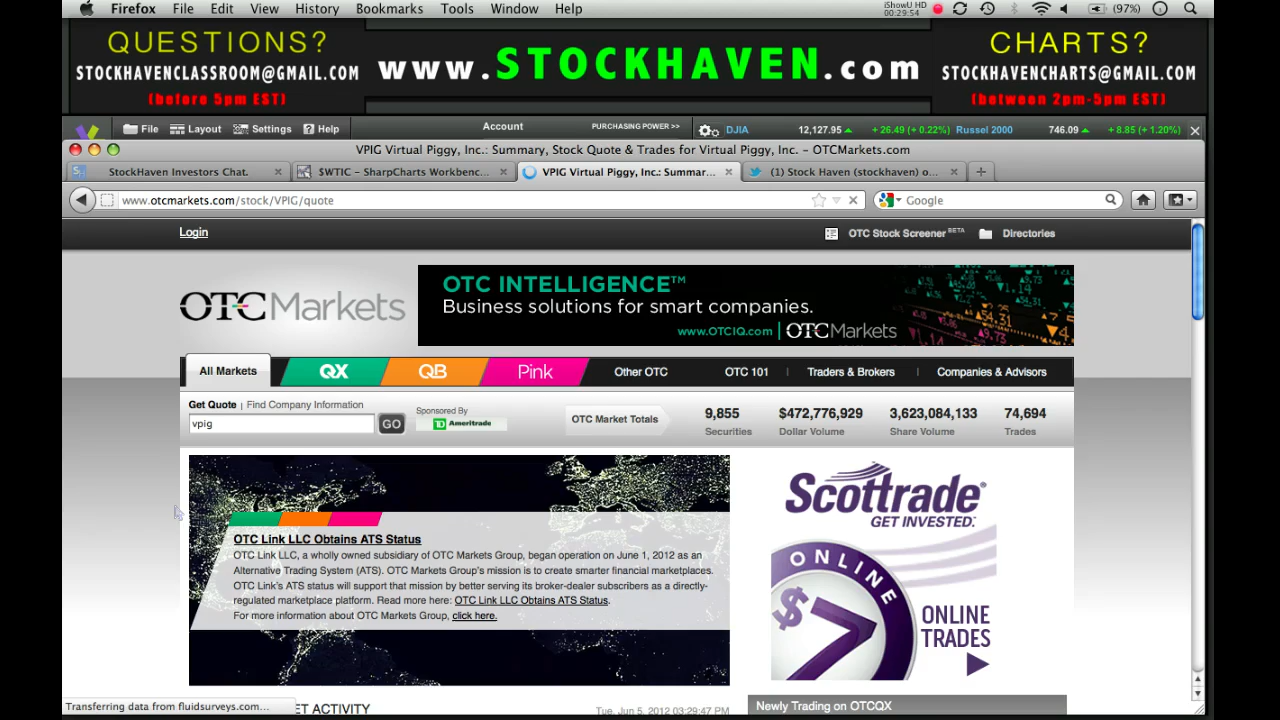 Firefox File Edit View History Bookmarks Tools Window Help
iShowU HD
00:29:54
(97%)
QUESTIONS?
STOCKHAVENCLASSROOM@GMAIL.COM
(before 5pm EST)
www.STOCKHAVEN.com
CHARTS?
STOCKHAVENCHARTS@GMAIL.COM
(between 2pm-5pm EST)
File Layout Settings Help Account PURCHASING POWER >> DJIA 12,127.95 + 26.49 (+ 0.22%) Russel 2000 746.09 + 8.85 (+ 1.20%)
VPIG Virtual Piggy, Inc.: Summary, Stock Quote & Trades for Virtual Piggy, Inc. – OTCMarkets.com
StockHaven Investors Chat. $WTIC – SharpCharts Workbenc... VPIG Virtual Piggy, Inc.: Summar... (1) Stock Haven (stockhaven) o...
www.otcmarkets.com/stock/VPIG/quote Google
Login OTC Stock Screener BETA Directories
OTCMarkets
OTC INTELLIGENCE™
Business solutions for smart companies.
www.OTCIQ.com | OTCMarkets
All Markets QX QB Pink Other OTC OTC 101 Traders & Brokers Companies & Advisors
Get Quote | Find Company Information
vpig GO
Sponsored By
TD Ameritrade
OTC Market Totals
9,855 $472,776,929 3,623,084,133 74,694
Securities Dollar Volume Share Volume Trades
OTC Link LLC Obtains ATS Status
OTC Link LLC, a wholly owned subsidiary of OTC Markets Group, began operation on June 1, 2012 as an
Alternative Trading System (ATS). OTC Markets Group's mission is to create smarter financial marketplaces.
OTC Link's ATS status will support that mission by better serving its broker-dealer subscribers as a directly-
regulated marketplace platform. Read more here: OTC Link LLC Obtains ATS Status.
For more information about OTC Markets Group, click here.
Scottrade®
GET INVESTED.™
ONLINE
$7
ONLINE
TRADES
Transferring data from fluidsurveys.com...
ET ACTIVITY Tue, Jun 5, 2012 03:29:47 PM
Newly Trading on OTCQX